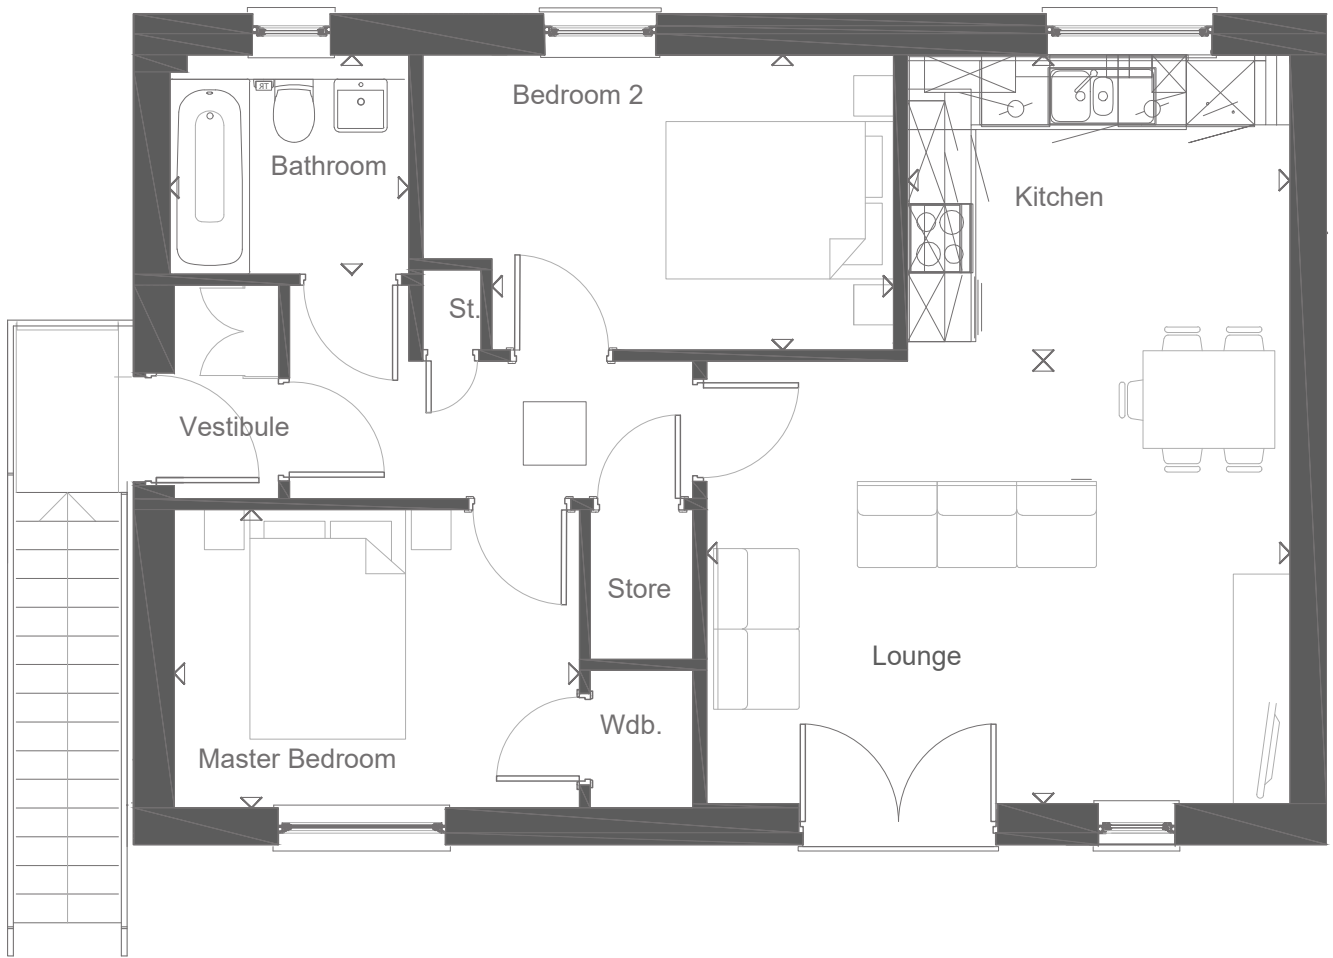 Bedroom 2
Bathroom
Kitchen
St.
Vestibule
Store
Lounge
Wdb.
Master Bedroom